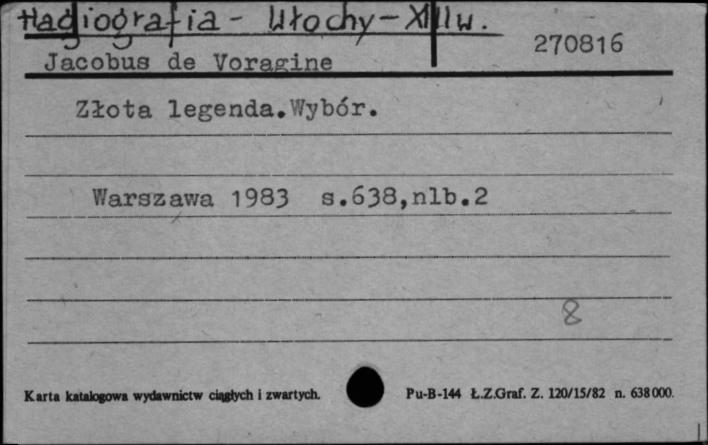 Hagiografia - Włochy - XIII w.
270816
Jacobus de Voragine
Złota legenda.Wybór.
Warszawa 1983 s.638,nlb.2
8
Karta katalogowa wydawnictw ciągłych i zwartych. Pu-B-144 Ł.Z.Graf. Z. 120/15/82 n. 638000.